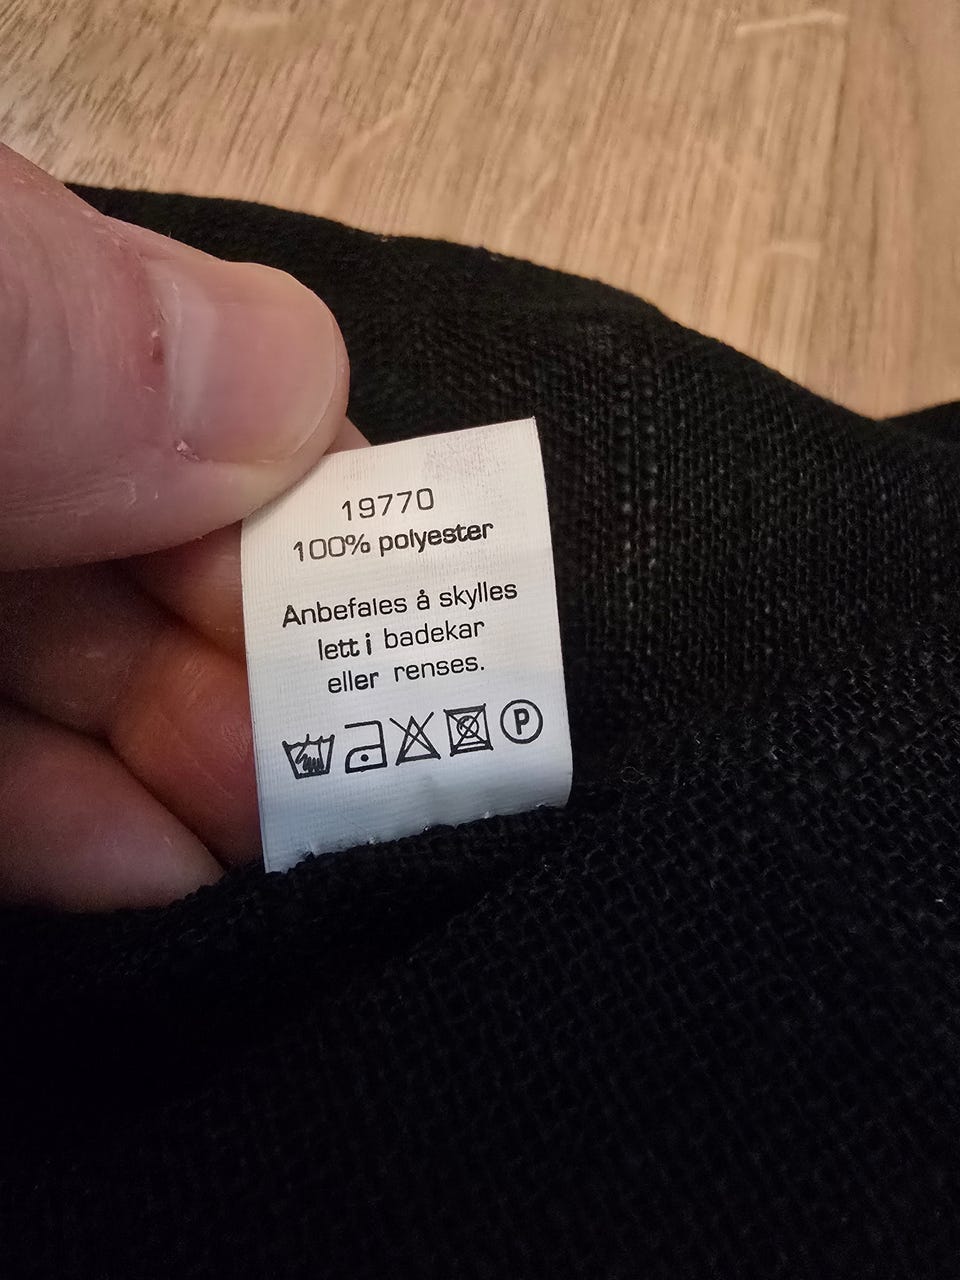 19770
100% polyester
Anbefales å skylles
lett i badekar
eller renses.
P